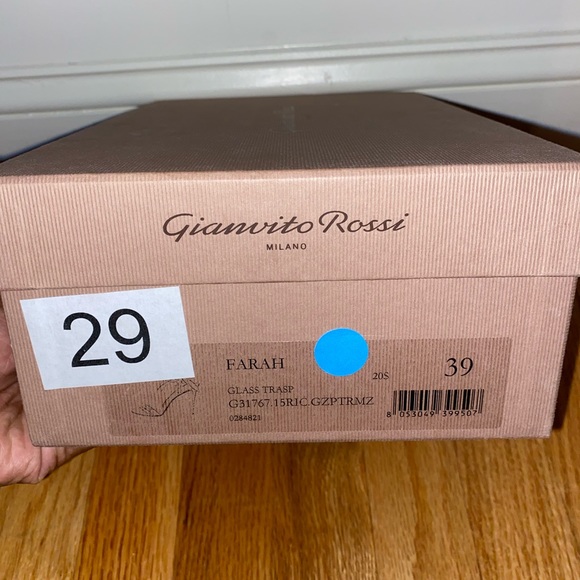 Gianvito Rossi
MILANO
29
FARAH
20S
39
GLASS TRASP
G31767.15RIC.GZPTRMZ
0284821
8 053049 399507